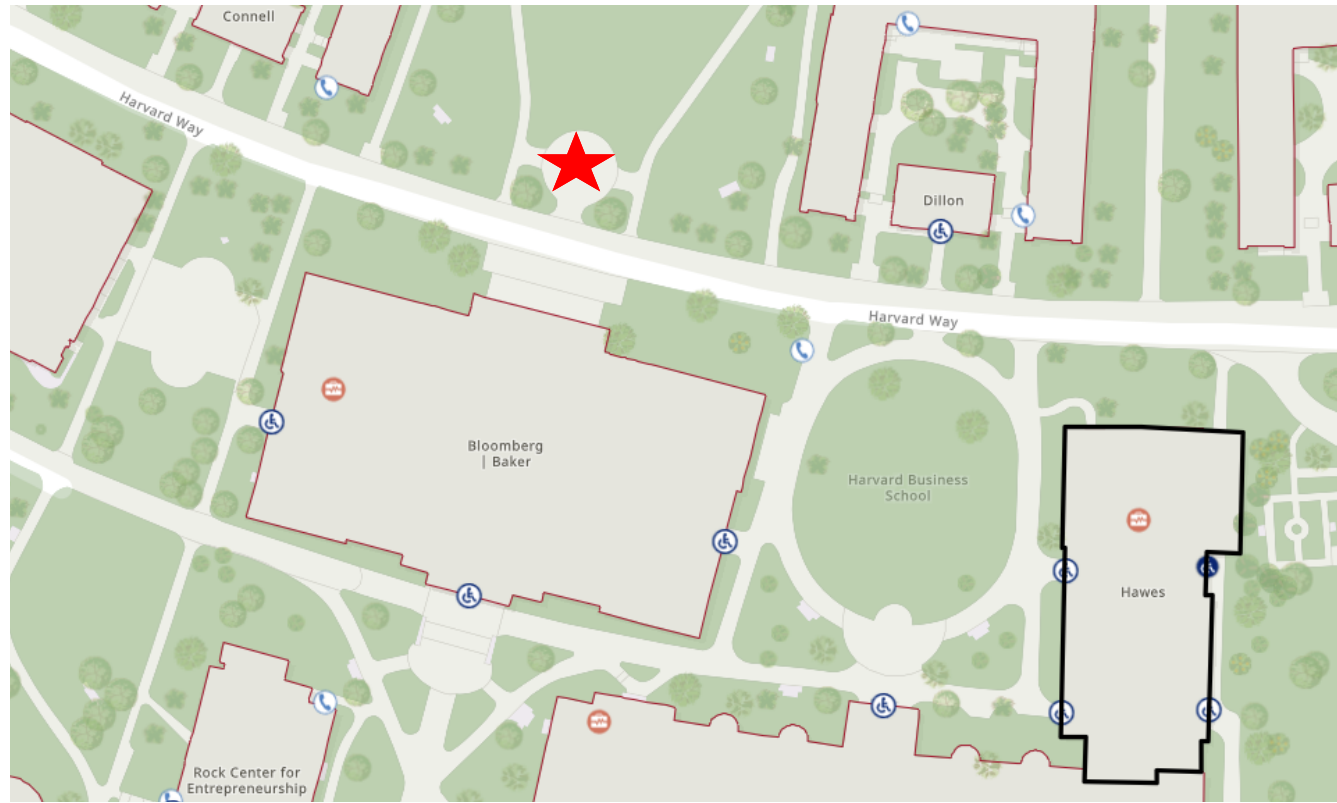 Connell
Harvard Way
Dillon
Harvard Way
Bloomberg
| Baker
Harvard Business
School
Hawes
Rock Center for
Entrepreneurship